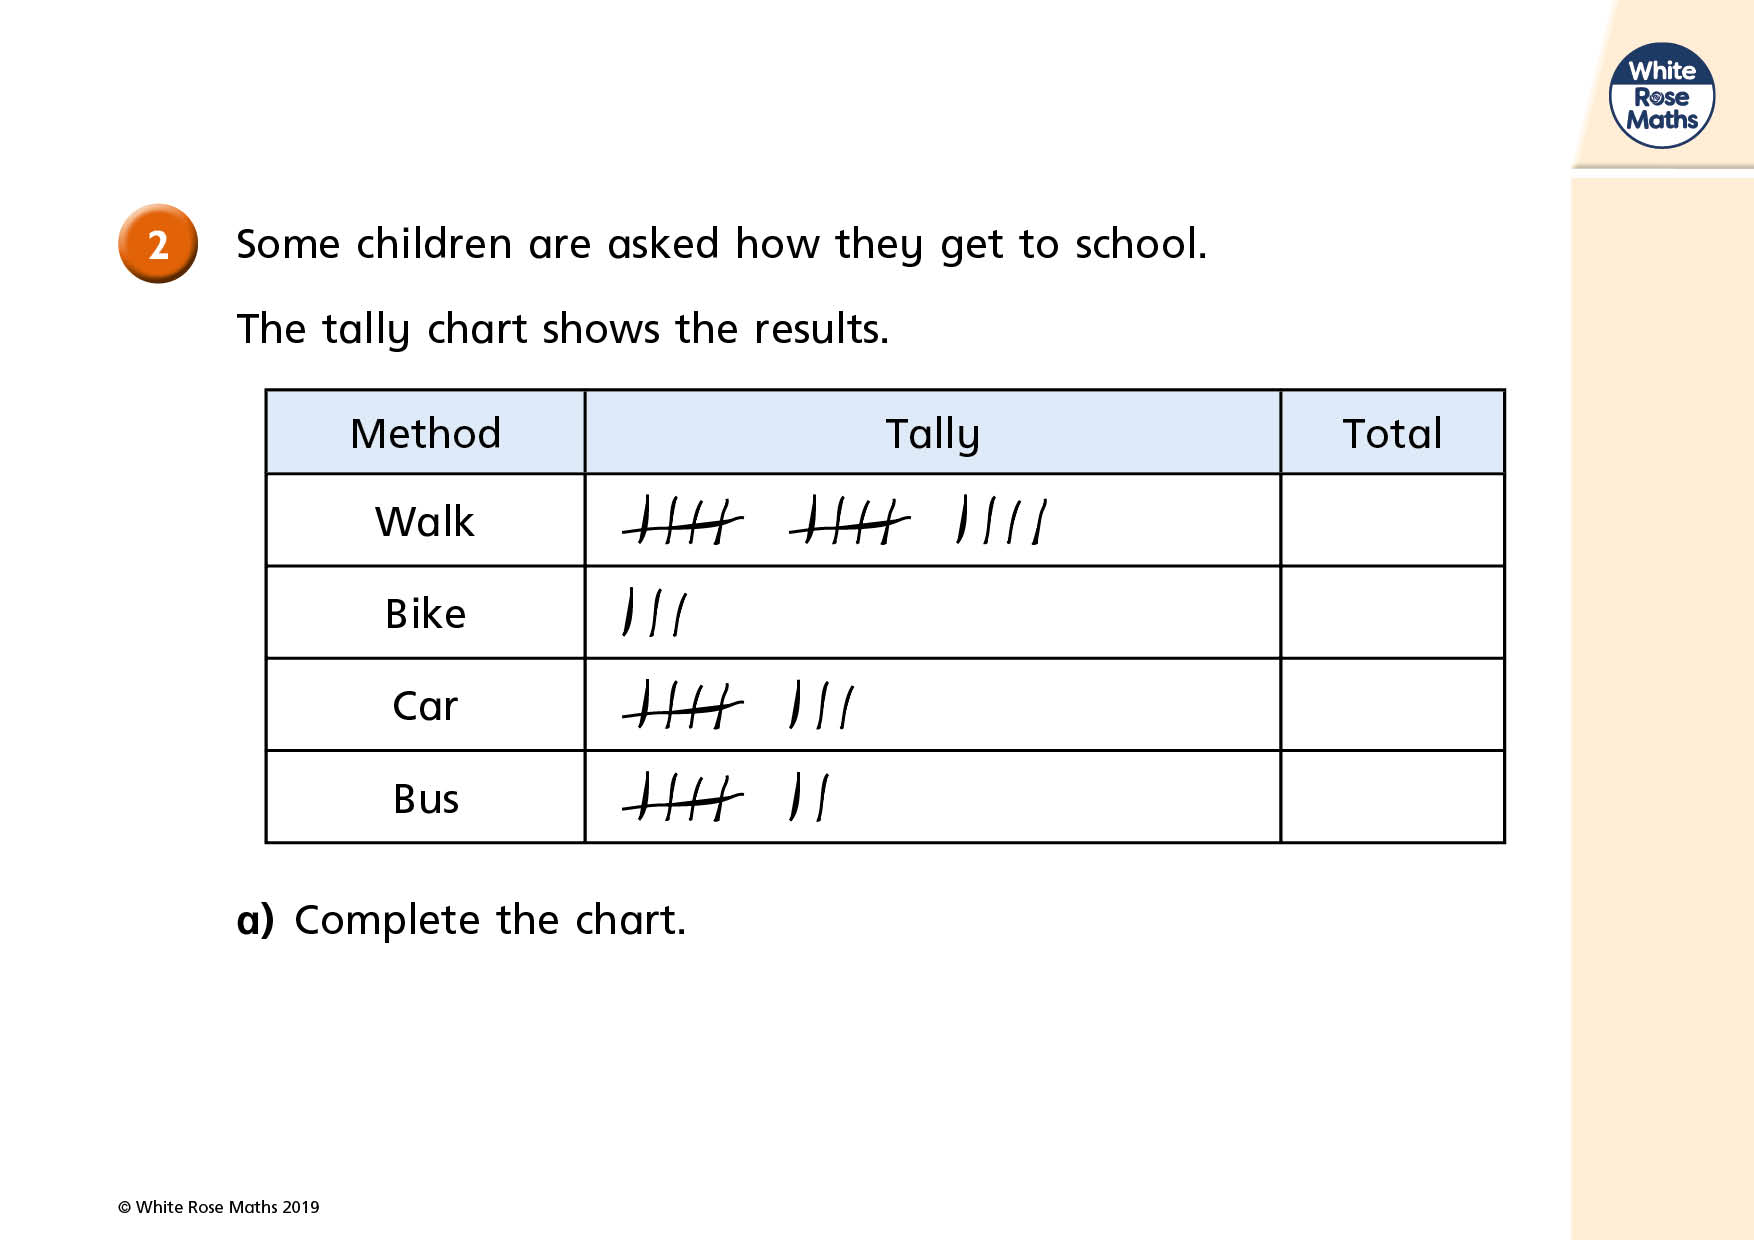 White
Rose
Maths
2 Some children are asked how they get to school.
The tally chart shows the results.
Method Tally Total
Walk
Bike
Car
Bus
a) Complete the chart.
© White Rose Maths 2019